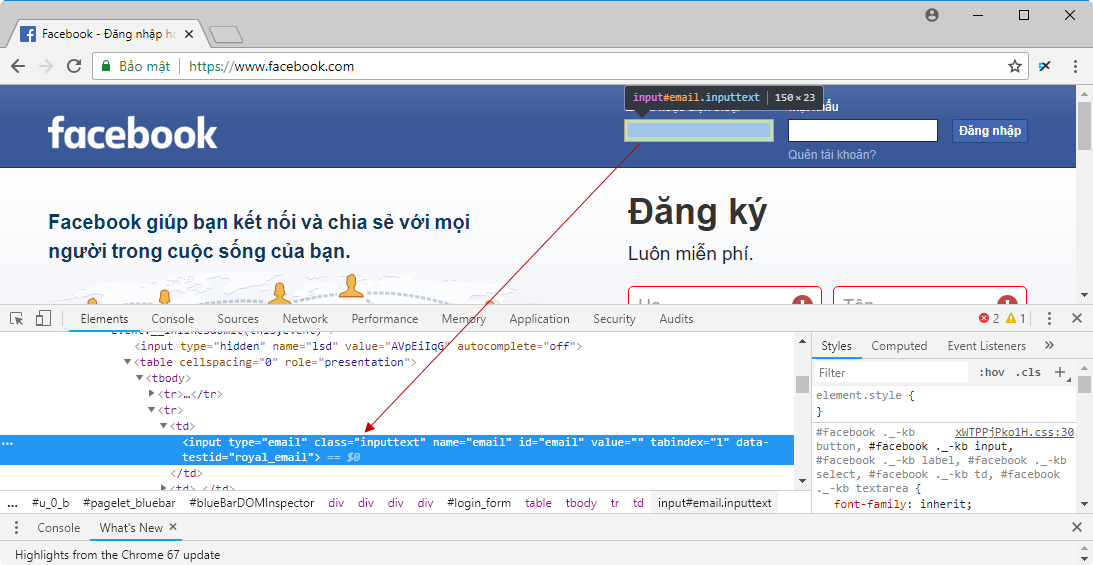 Facebook - Đăng nhập h
Bảo mật https://www.facebook.com
input#email.inputtext 150 × 23
facebook
Đăng nhập
Quên tài khoản?
Facebook giúp bạn kết nối và chia sẻ với mọi
người trong cuộc sống của bạn.
Đăng ký
Luôn miễn phí.
Elements Console Sources Network Performance Memory Application Security Audits 2 1
<input type="hidden" name="lsd" value="AVpEiIqG" autocomplete="off">
<table cellspacing="0" role="presentation">
<tbody>
<tr>…</tr>
<tr>
<td>
<input type="email" class="inputtext" name="email" id="email" value="" tabindex="1" data-
testid="royal_email"> == $0
</td>
<td> </td>
... #u_0_b #pagelet_bluebar #blueBarDOMInspector div div div div #login_form table tbody tr td input#email.inputtext
Styles Computed Event Listeners »
Filter :hov .cls +
element.style {
}
#facebook ._-kb xWTPPjPko1H.css:30
button, #facebook ._-kb input,
#facebook ._-kb label, #facebook ._-kb
select, #facebook ._-kb td, #facebook
._-kb textarea {
font-family: inherit;
Console What's New ×
Highlights from the Chrome 67 update